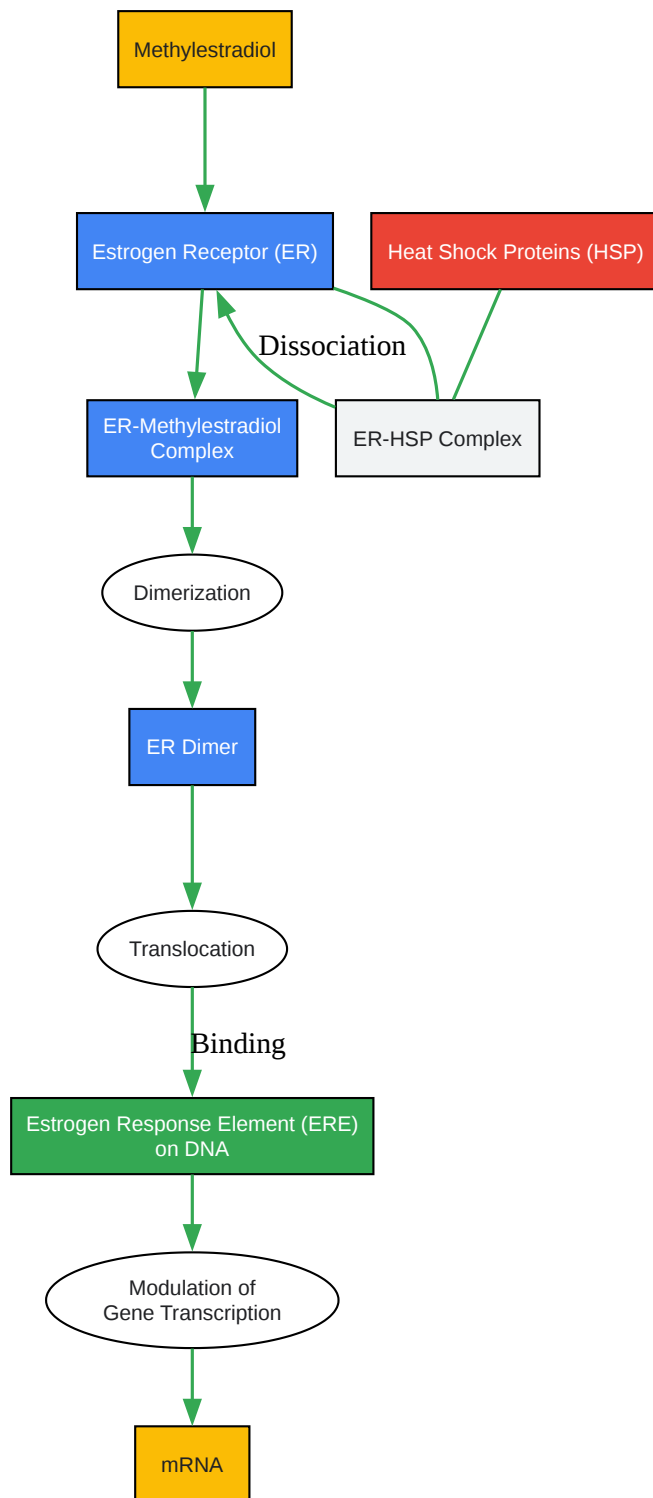 Methylestradiol
Estrogen Receptor (ER)
Heat Shock Proteins (HSP)
Dissociation
ER-Methylestradiol
Complex
ER-HSP Complex
Dimerization
ER Dimer
Translocation
Binding
Estrogen Response Element (ERE)
on DNA
Modulation of
Gene Transcription
mRNA